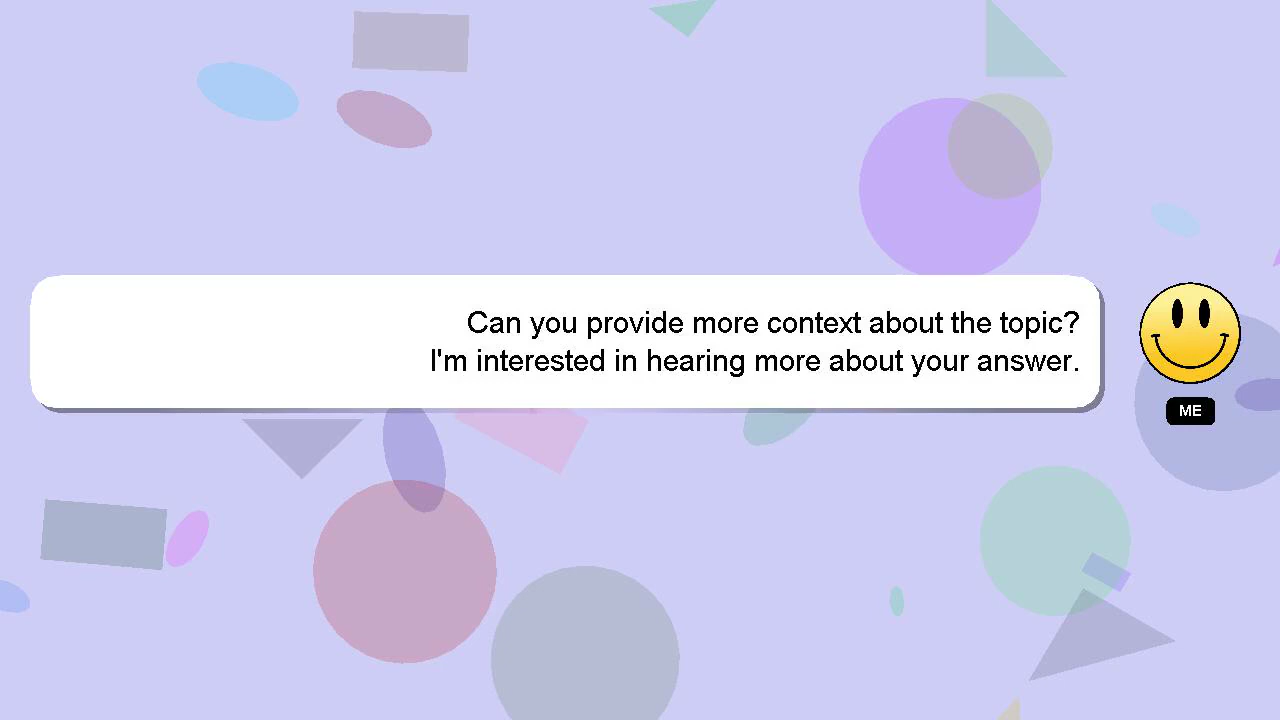 Can you provide more context about the topic?
I'm interested in hearing more about your answer.
ME